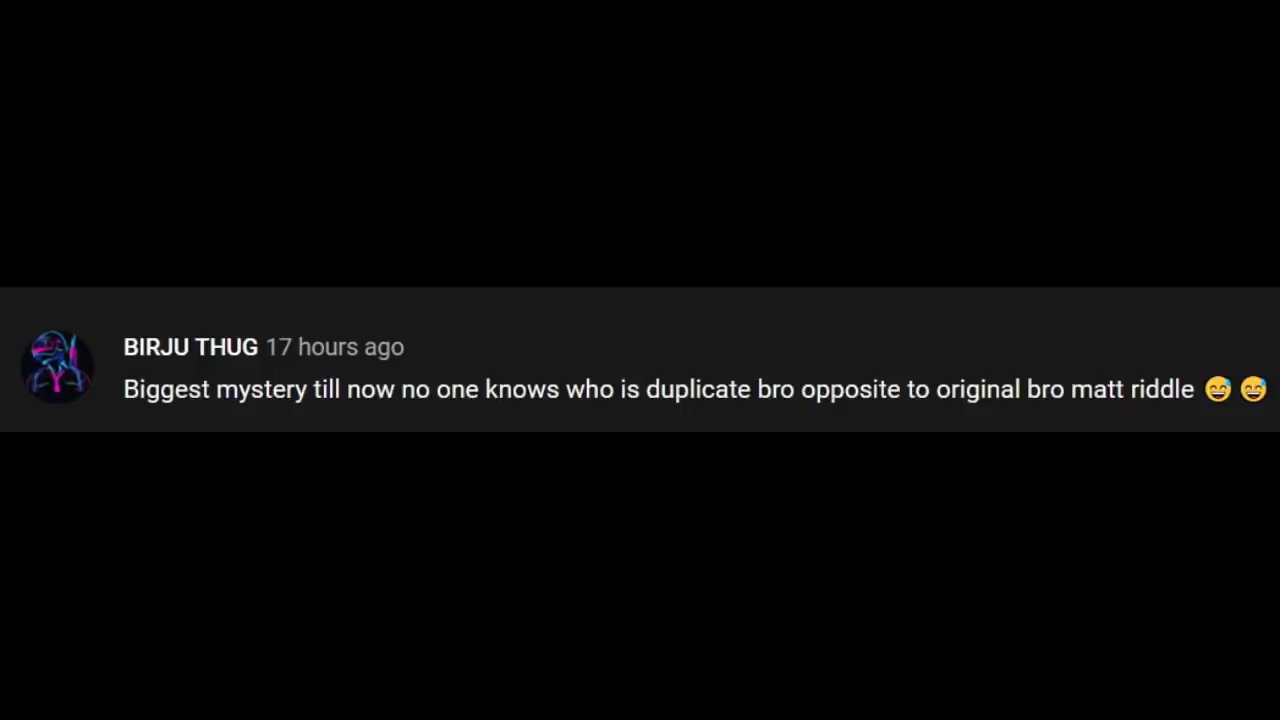 BIRJU THUG 17 hours ago
Biggest mystery till now no one knows who is duplicate bro opposite to original bro matt riddle 😅 😅